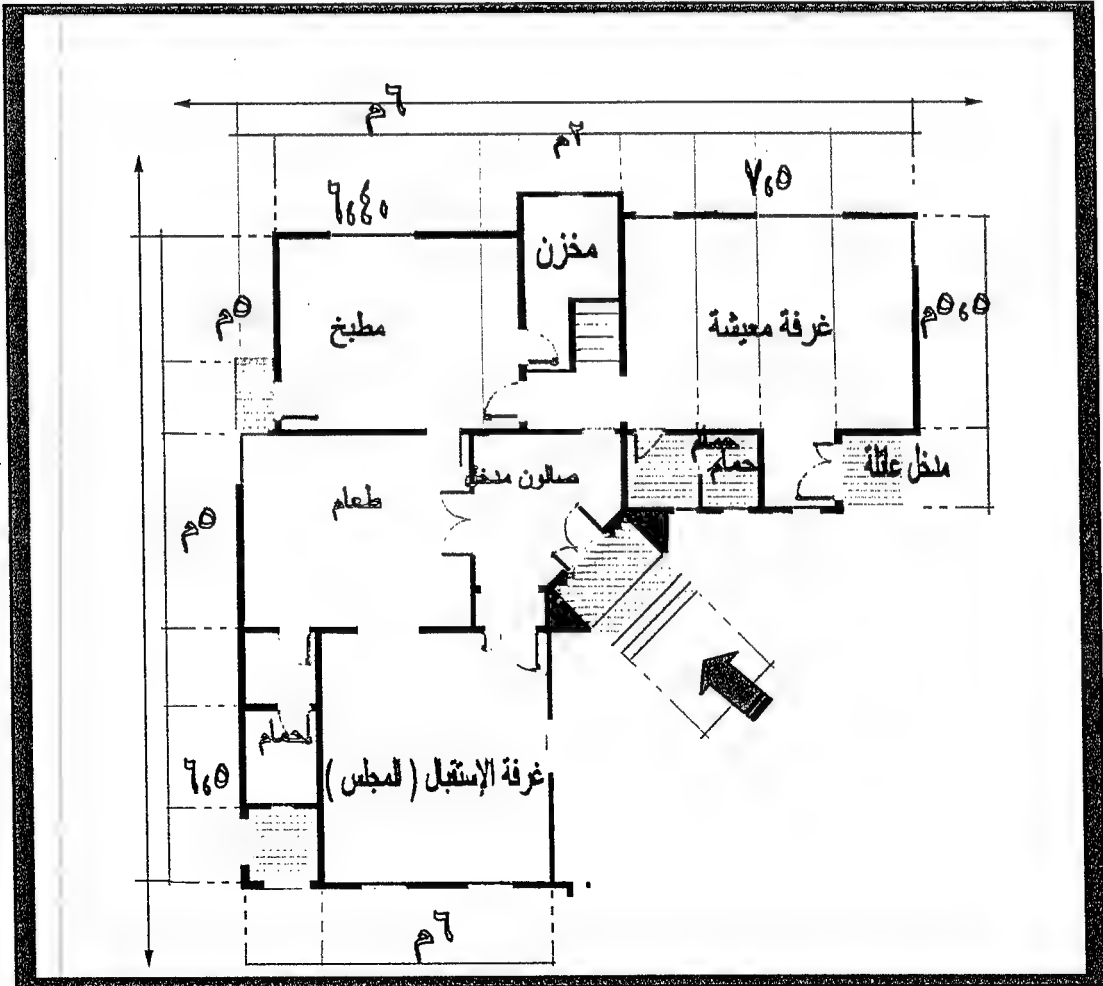 ٦م
٢م
٧،٥
٦،٤٠
مخزن
٥م
مطبخ
غرفة معيشة
٥،٥م
حمام
حمام
مدخل عائلة
صالون مدخل
طعام
٥م
حمام
٦،٥
غرفة الإستقبال ( المجلس )
٦م